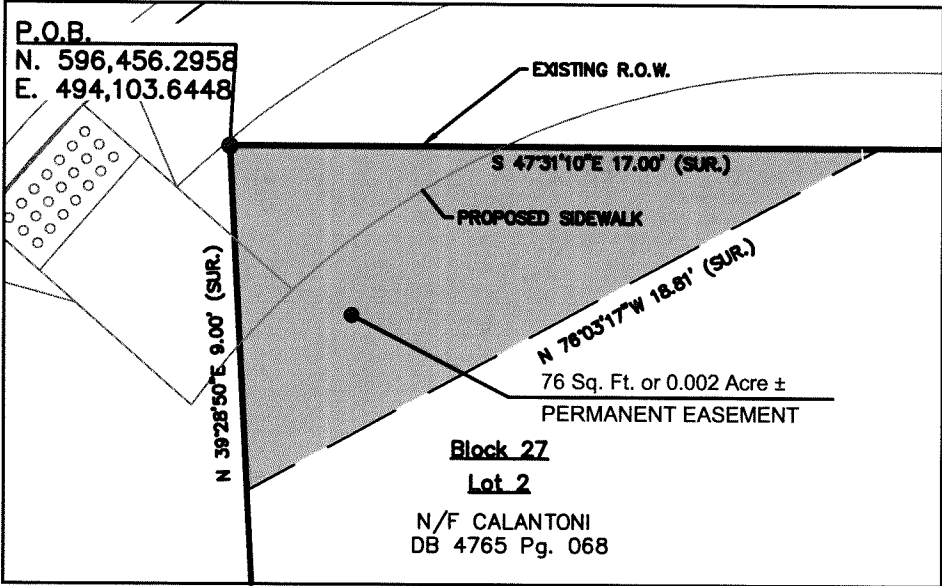 P.O.B.
N. 596,456.2958
E. 494,103.6448
EXISTING R.O.W.
S 47°31'10"E 17.00' (SUR.)
PROPOSED SIDEWALK
N 39°28'50"E 9.00' (SUR.)
N 76°03'17"W 18.81' (SUR.)
76 Sq. Ft. or 0.002 Acre ±
PERMANENT EASEMENT
Block 27
Lot 2
N/F CALANTONI
DB 4765 Pg. 068